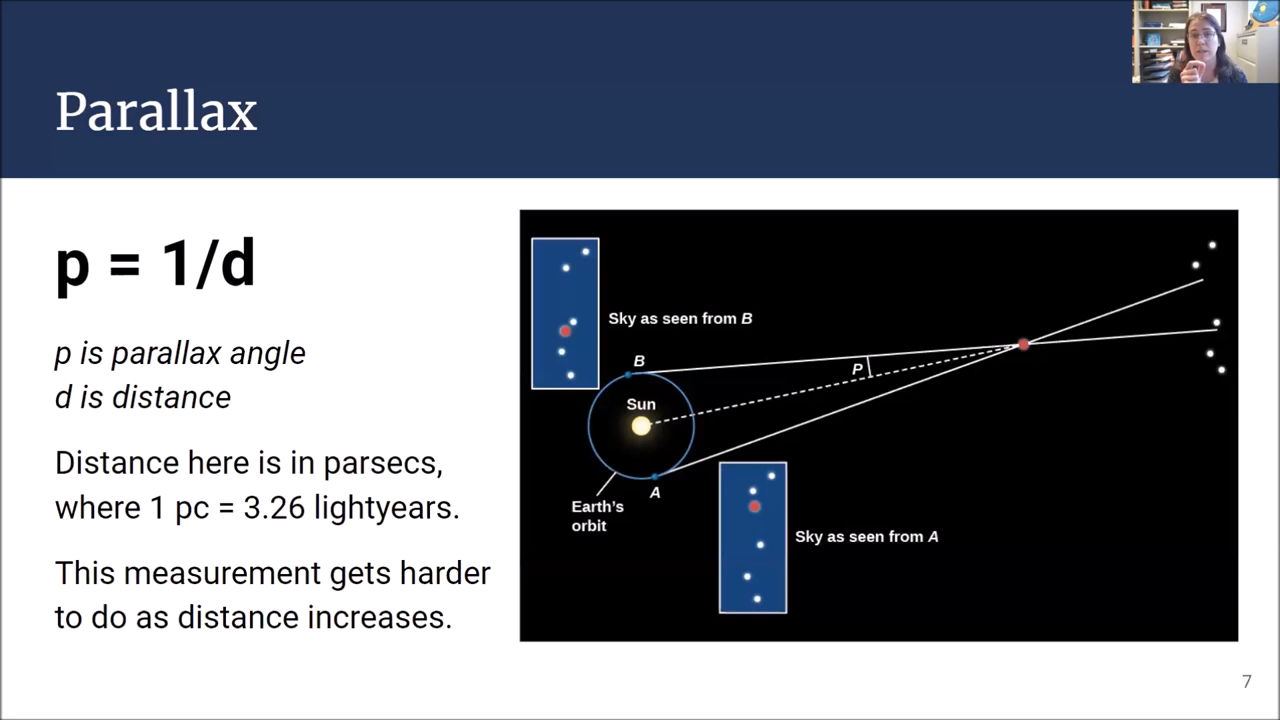 Parallax
p = 1/d
p is parallax angle
d is distance
Distance here is in parsecs,
where 1 pc = 3.26 lightyears.
This measurement gets harder
to do as distance increases.
Sky as seen from B
B
P
Sun
A
Earth's
orbit
Sky as seen from A
7